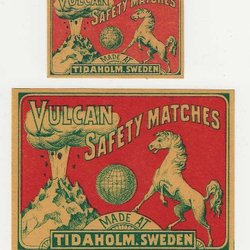 VULCAN
SAFETY MATCHES
MADE AT
TIDAHOLM. SWEDEN
VULCAN
SAFETY MATCHES
MADE AT
TIDAHOLM. SWEDEN